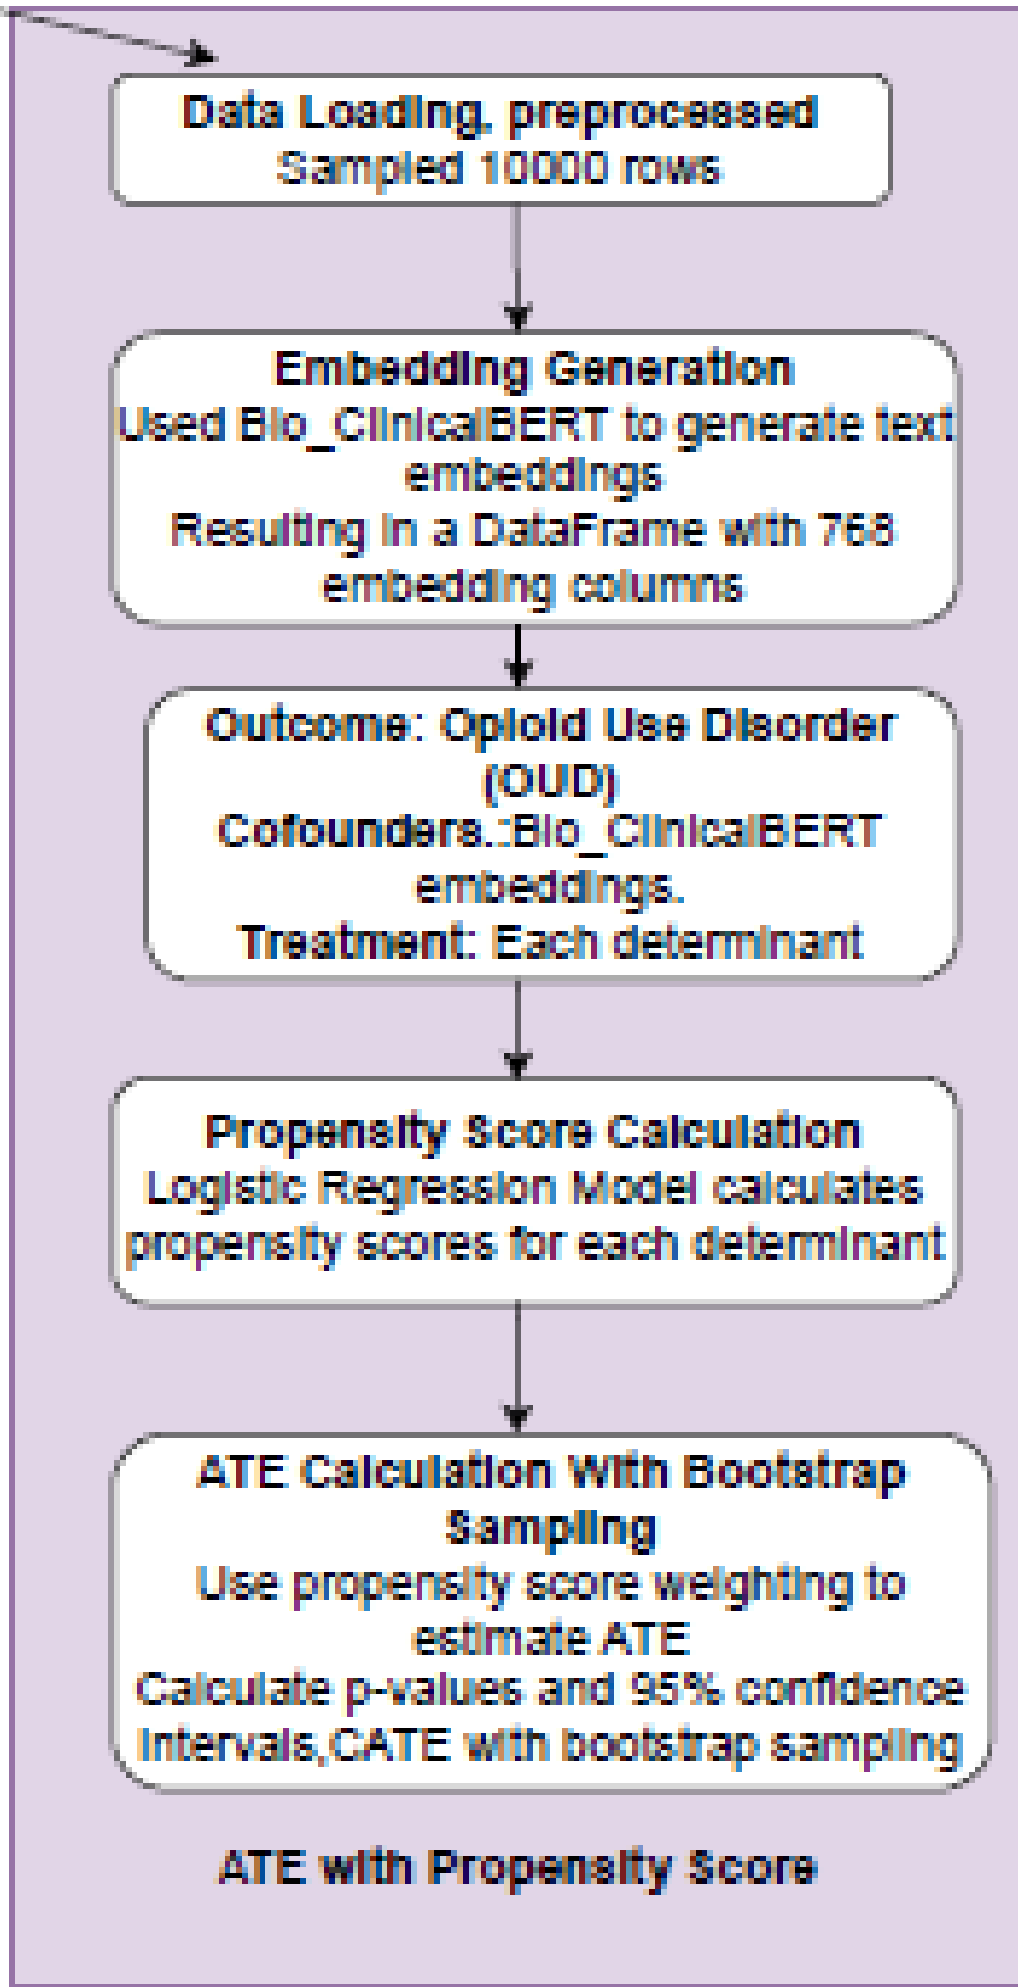 Data Loading, preprocessed
Sampled 10000 rows
Embedding Generation
Used Bio_ClinicalBERT to generate text
embeddings
Resulting in a DataFrame with 768
embedding columns
Outcome: Opioid Use Disorder
(OUD)
Cofounders.:Bio_ClinicalBERT
embeddings.
Treatment: Each determinant
Propensity Score Calculation
Logistic Regression Model calculates
propensity scores for each determinant
ATE Calculation With Bootstrap
Sampling
Use propensity score weighting to
estimate ATE
Calculate p-values and 95% confidence
intervals,CATE with bootstrap sampling
ATE with Propensity Score